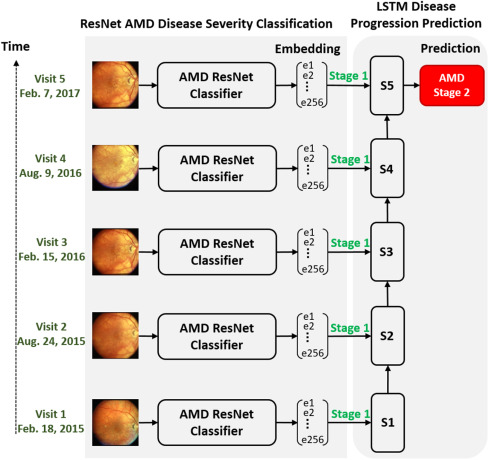 ResNet AMD Disease Severity Classification
LSTM Disease
Progression Prediction
Time
Embedding
Prediction
Visit 5
Feb. 7, 2017
AMD ResNet
Classifier
e1
e2
⋮
e256
Stage 1
S5
AMD
Stage 2
Visit 4
Aug. 9, 2016
AMD ResNet
Classifier
e1
e2
⋮
e256
Stage 1
S4
Visit 3
Feb. 15, 2016
AMD ResNet
Classifier
e1
e2
⋮
e256
Stage 1
S3
Visit 2
Aug. 24, 2015
AMD ResNet
Classifier
e1
e2
⋮
e256
Stage 1
S2
Visit 1
Feb. 18, 2015
AMD ResNet
Classifier
e1
e2
⋮
e256
Stage 1
S1